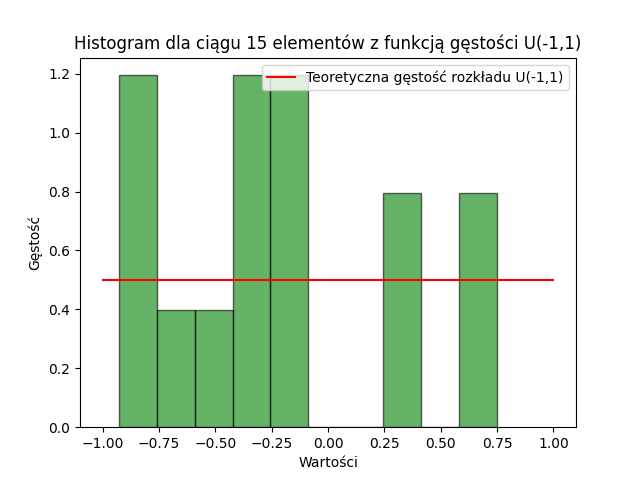 Histogram dla ciągu 15 elementów z funkcją gęstości U(-1,1)
Teoretyczna gęstość rozkładu U(-1,1)
Gęstość
1.2
1.0
0.8
0.6
0.4
0.2
0.0
−1.00 −0.75 −0.50 −0.25 0.00 0.25 0.50 0.75 1.00
Wartości